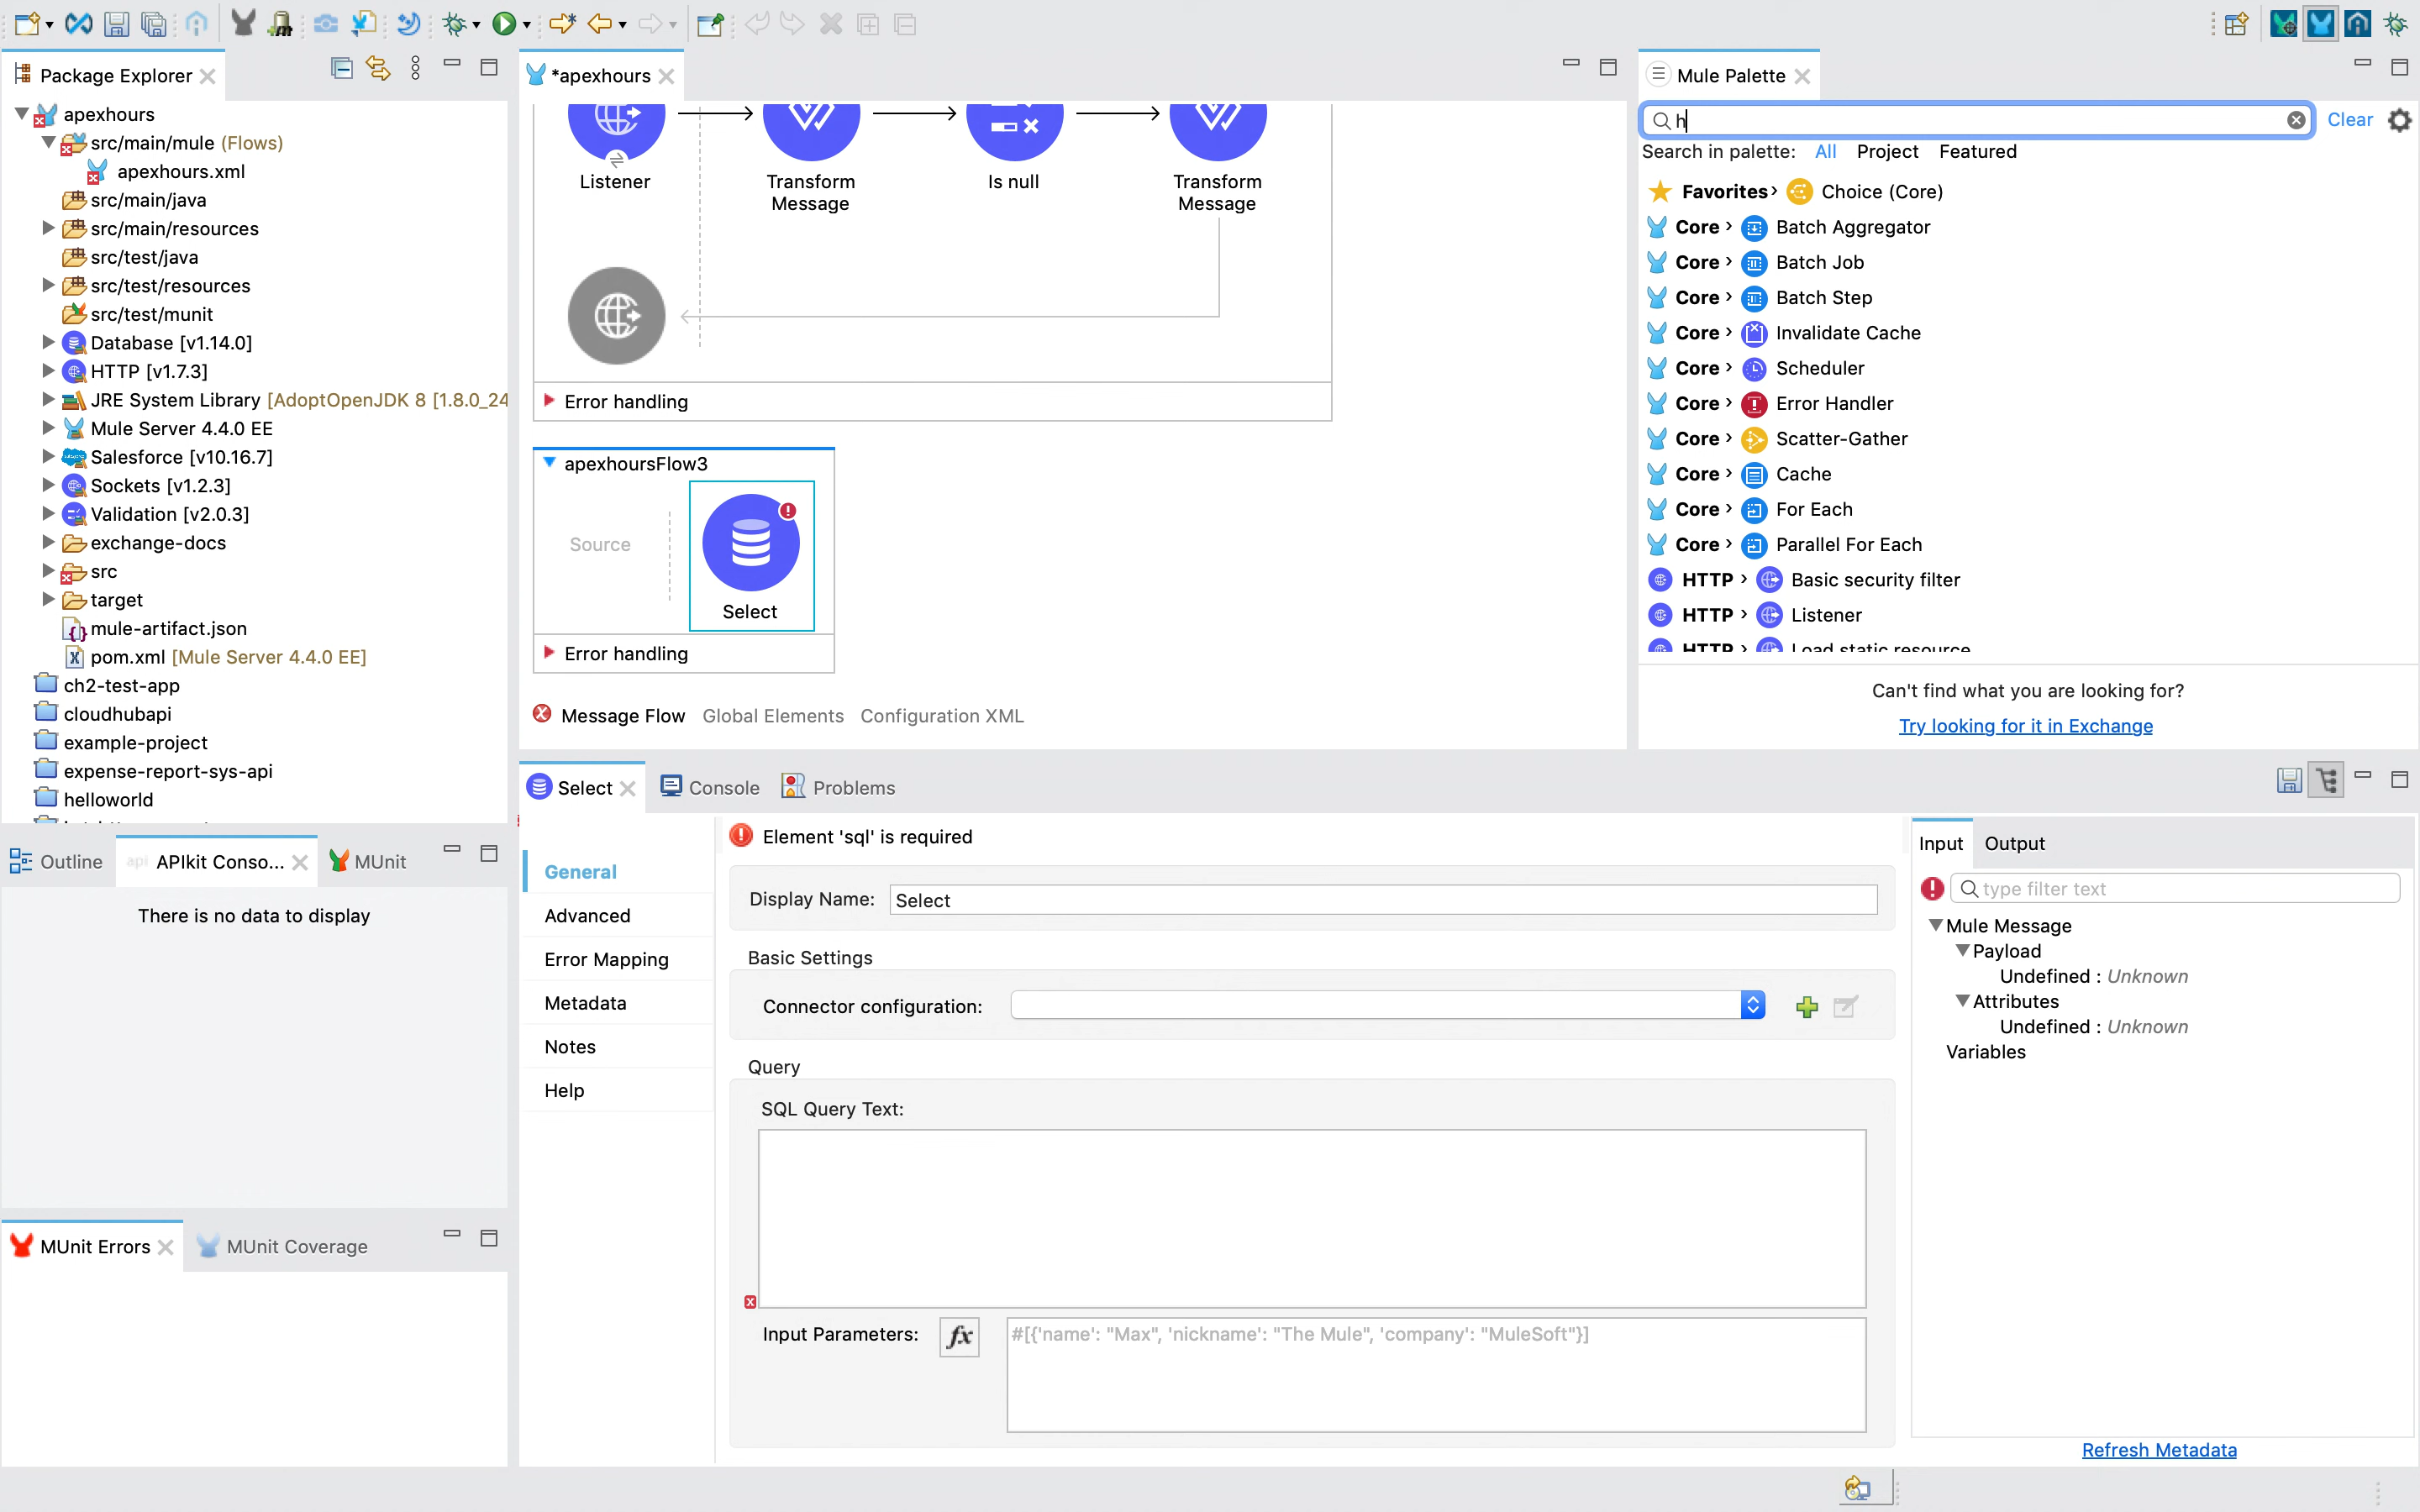 Package Explorer
apexhours
src/main/mule (Flows)
apexhours.xml
src/main/java
src/main/resources
src/test/java
src/test/resources
src/test/munit
Database [v1.14.0]
HTTP [v1.7.3]
JRE System Library [AdoptOpenJDK 8 [1.8.0_24
Mule Server 4.4.0 EE
Salesforce [v10.16.7]
Sockets [v1.2.3]
Validation [v2.0.3]
exchange-docs
src
target
mule-artifact.json
pom.xml [Mule Server 4.4.0 EE]
ch2-test-app
cloudhubapi
example-project
expense-report-sys-api
helloworld
Outline
api APIkit Conso...
MUnit
There is no data to display
MUnit Errors
MUnit Coverage
*apexhours
Listener
Transform Message
Is null
Transform Message
Error handling
apexhoursFlow3
Source
Select
Error handling
Message Flow Global Elements Configuration XML
Mule Palette
h
Clear
Search in palette: All Project Featured
Favorites > Choice (Core)
Core > Batch Aggregator
Core > Batch Job
Core > Batch Step
Core > Invalidate Cache
Core > Scheduler
Core > Error Handler
Core > Scatter-Gather
Core > Cache
Core > For Each
Core > Parallel For Each
HTTP > Basic security filter
HTTP > Listener
HTTP > Load static resource
Can't find what you are looking for?
Try looking for it in Exchange
Select
Console
Problems
General
Advanced
Error Mapping
Metadata
Notes
Help
Element 'sql' is required
Display Name: Select
Basic Settings
Connector configuration:
Query
SQL Query Text:
Input Parameters: fx #[{'name': "Max", 'nickname': "The Mule", 'company': "MuleSoft"}]
Input Output
type filter text
Mule Message
Payload
Undefined : Unknown
Attributes
Undefined : Unknown
Variables
Refresh Metadata